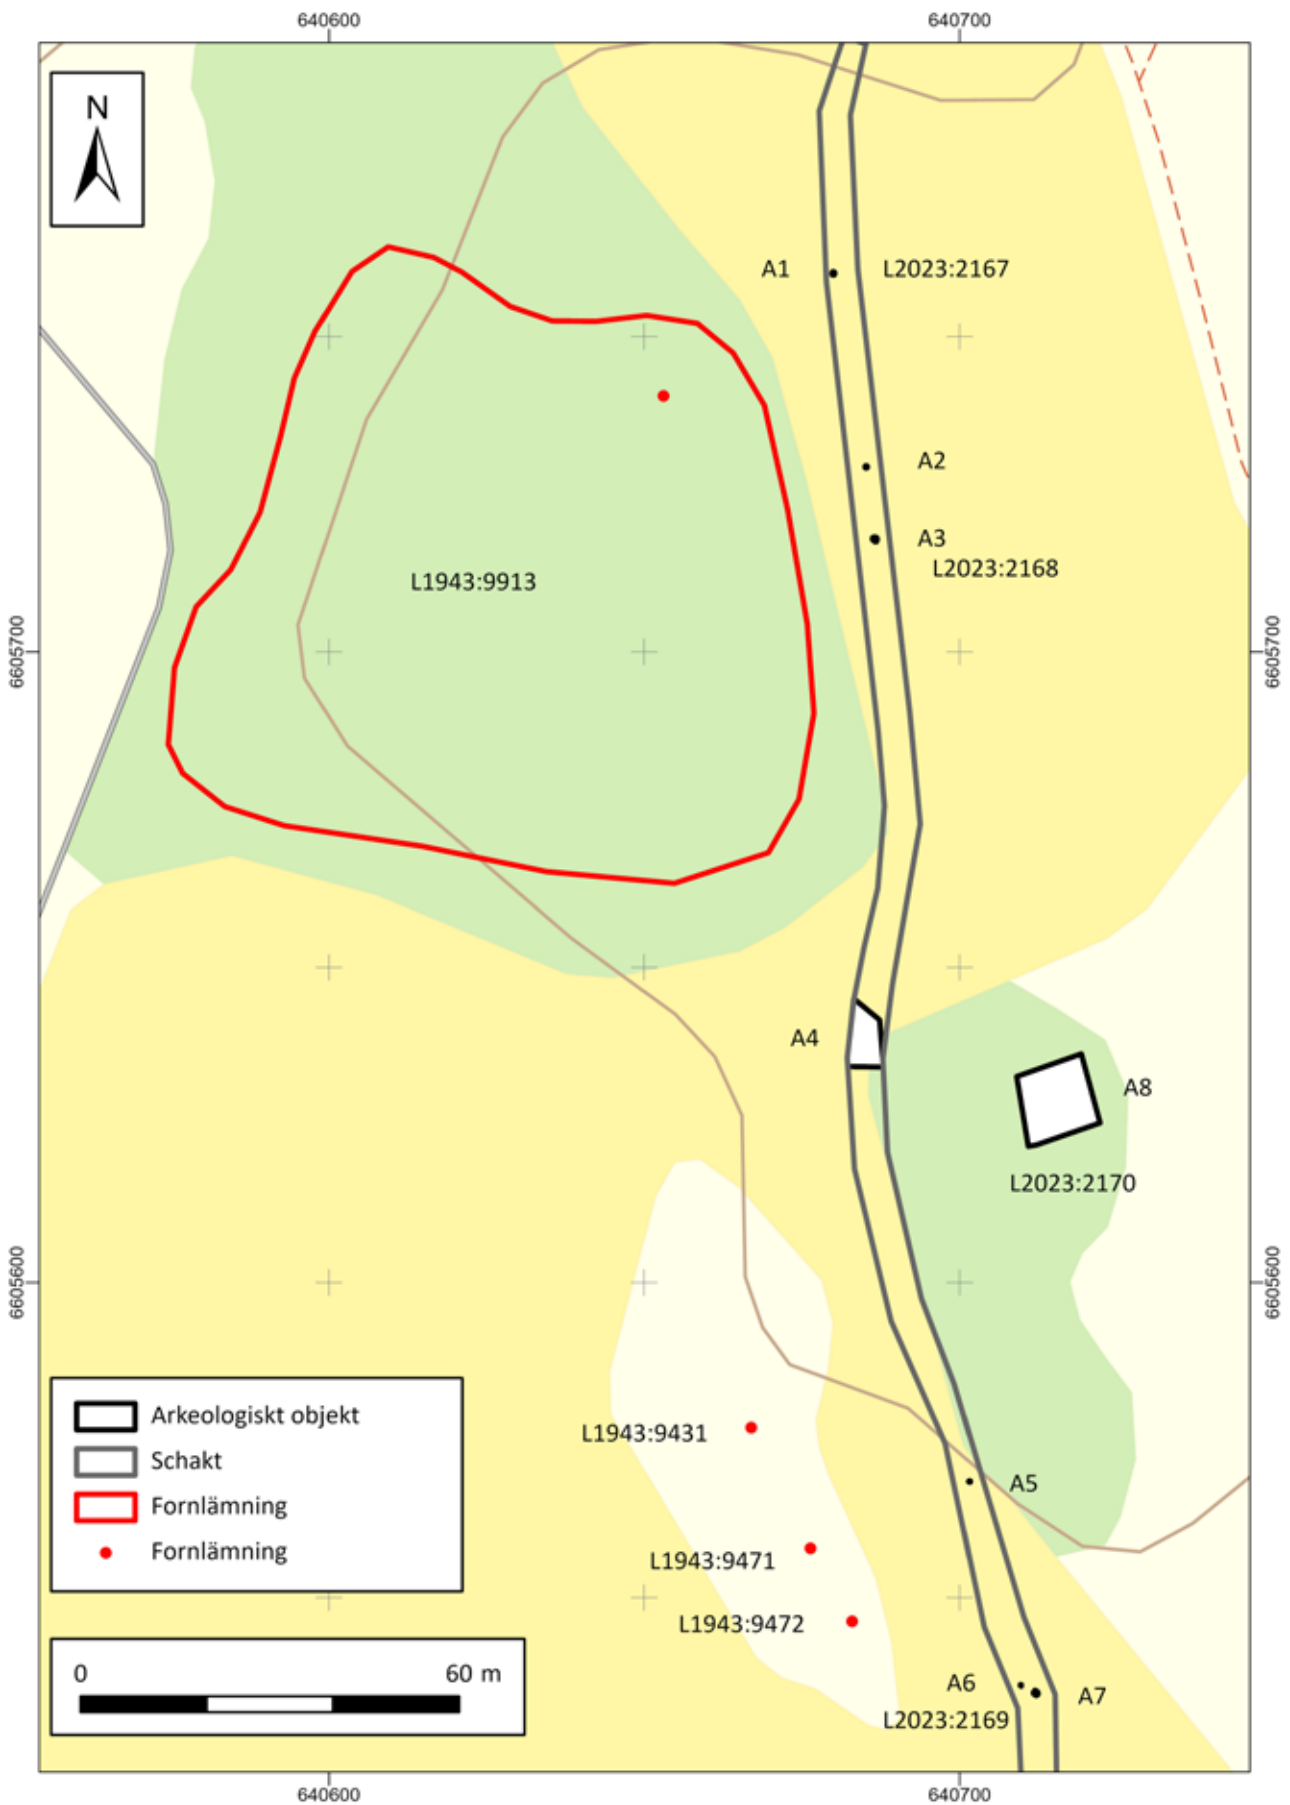 640600
640700
N
A1
L2023:2167
A2
A3
L2023:2168
L1943:9913
6605700
6605700
A4
A8
L2023:2170
6605600
6605600
Arkeologiskt objekt
Schakt
Fornlämning
Fornlämning
L1943:9431
A5
L1943:9471
L1943:9472
0 60 m
A6
A7
L2023:2169
640600
640700